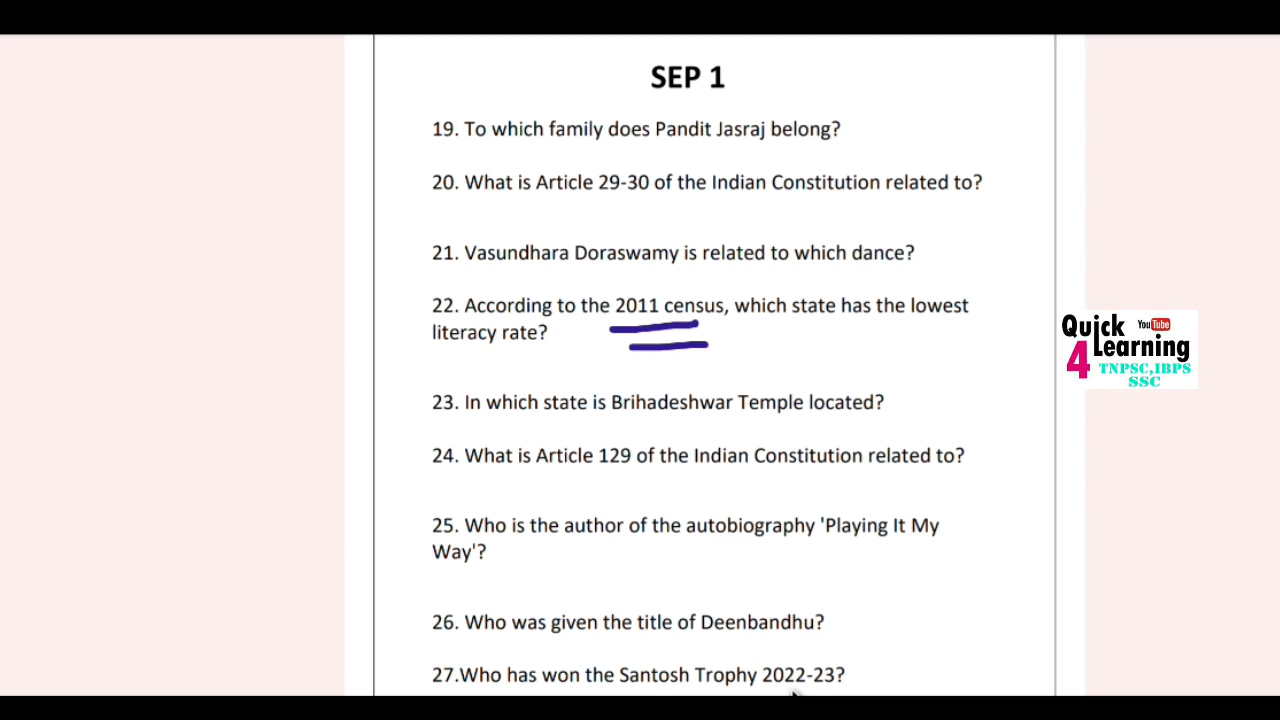 SEP 1
19. To which family does Pandit Jasraj belong?
20. What is Article 29-30 of the Indian Constitution related to?
21. Vasundhara Doraswamy is related to which dance?
22. According to the 2011 census, which state has the lowest
literacy rate?
23. In which state is Brihadeshwar Temple located?
24. What is Article 129 of the Indian Constitution related to?
25. Who is the author of the autobiography 'Playing It My
Way'?
26. Who was given the title of Deenbandhu?
27.Who has won the Santosh Trophy 2022-23?
Quick YouTube
4 Learning
TNPSC,IBPS
SSC